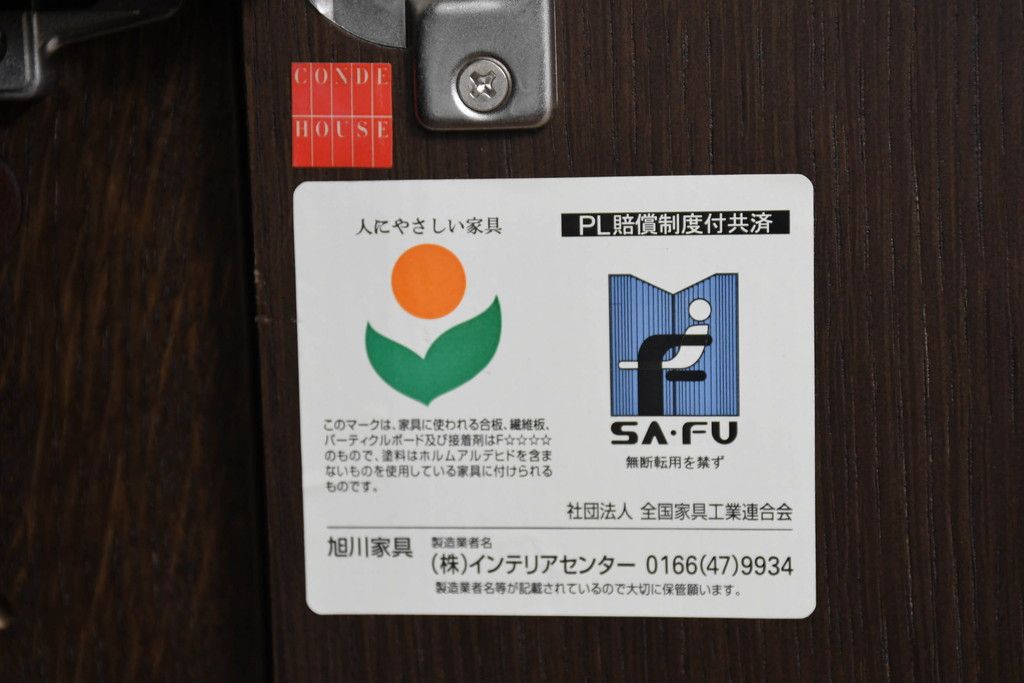 CONDE
HOUSE
人にやさしい家具
PL賠償制度付共済
このマークは、家具に使われる合板、繊維板、
パーティクルボード及び接着剤はF☆☆☆☆
のもので、塗料はホルムアルデヒドを含ま
ないものを使用している家具に付けられる
ものです。
SA・FU
無断転用を禁ず
社団法人 全国家具工業連合会
旭川家具
製造業者名
(株)インテリアセンター 0166(47)9934
製造業者名等が記載されているので大切に保管願います。